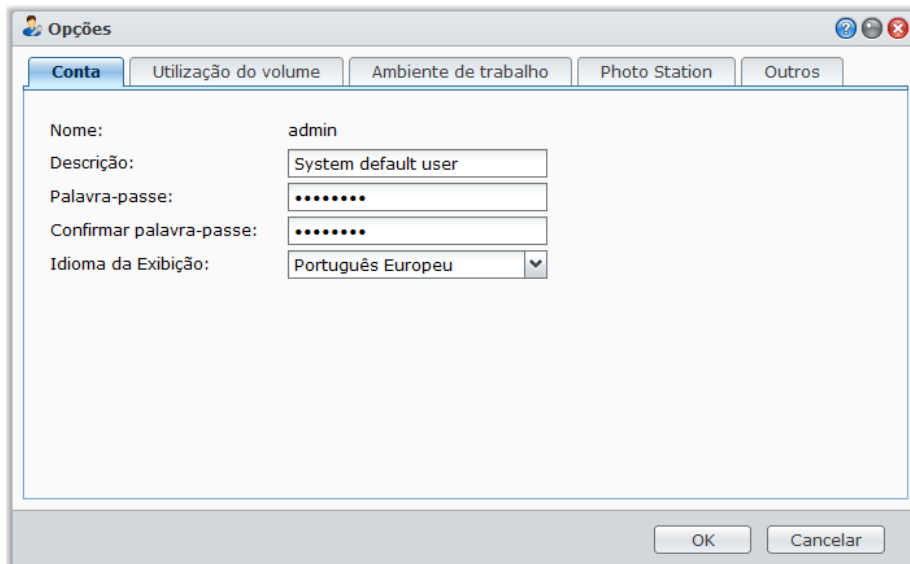 Opções
Conta Utilização do volume Ambiente de trabalho Photo Station Outros
Nome: admin
Descrição: System default user
Palavra-passe: ••••••••
Confirmar palavra-passe: ••••••••
Idioma da Exibição: Português Europeu
OK Cancelar